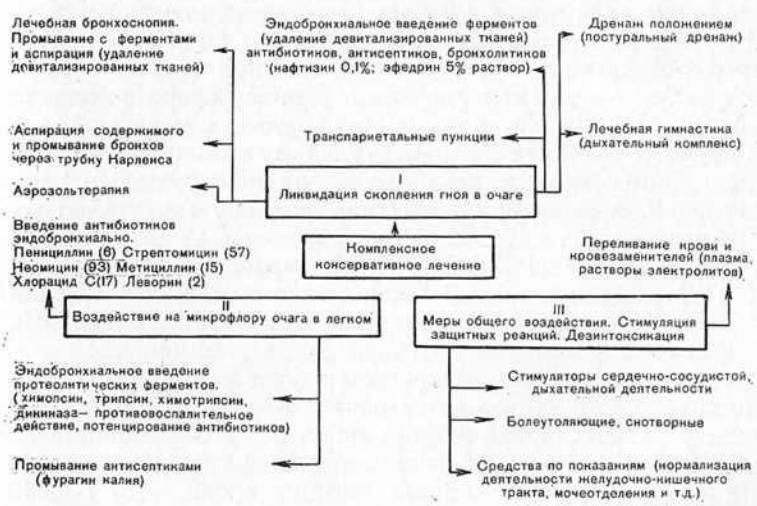 Лечебная бронхоскопия.
Промывание с ферментами
и аспирация (удаление
девитализированных тканей)
Эндобронхиальное введение ферментов
(удаление девитализированных тканей)
антибиотиков, антисептиков, бронхолитиков
(нафтизин 0,1%; эфедрин 5% раствор)
Дренаж положением
(постуральный дренаж)
Аспирация содержимого
и промывание бронхов
через трубку Нарленса
Транспариетальные пункции
Лечебная гимнастика
(дыхательный комплекс)
Аэрозольтерапия
I
Ликвидация скопления гноя в очаге
Введение антибиотиков
эндобронхиально.
Пенициллин (6) Стрептомицин (57)
Неомицин (93) Метициллин (15)
Хлорацид С(17) Леворин (2)
Комплексное
консервативное лечение
Переливание крови и
кровезаменителей (плазма,
растворы электролитов)
II
Воздействие на микрофлору очага в легком
III
Меры общего воздействия. Стимуляция
защитных реакций. Дезинтоксикация
Эндобронхиальное введение
протеолитических ферментов.
(химопсин, трипсин, химотрипсин,
дикиназа— противовоспалительное
действие, потенцирование антибиотиков)
Стимуляторы сердечно-сосудистой,
дыхательной деятельности
Болеутоляющие, снотворные
Промывание антисептиками
(фурагин калия)
Средства по показаниям (нормализация
деятельности желудочно-кишечного
тракта, мочеотделения и т.д.)